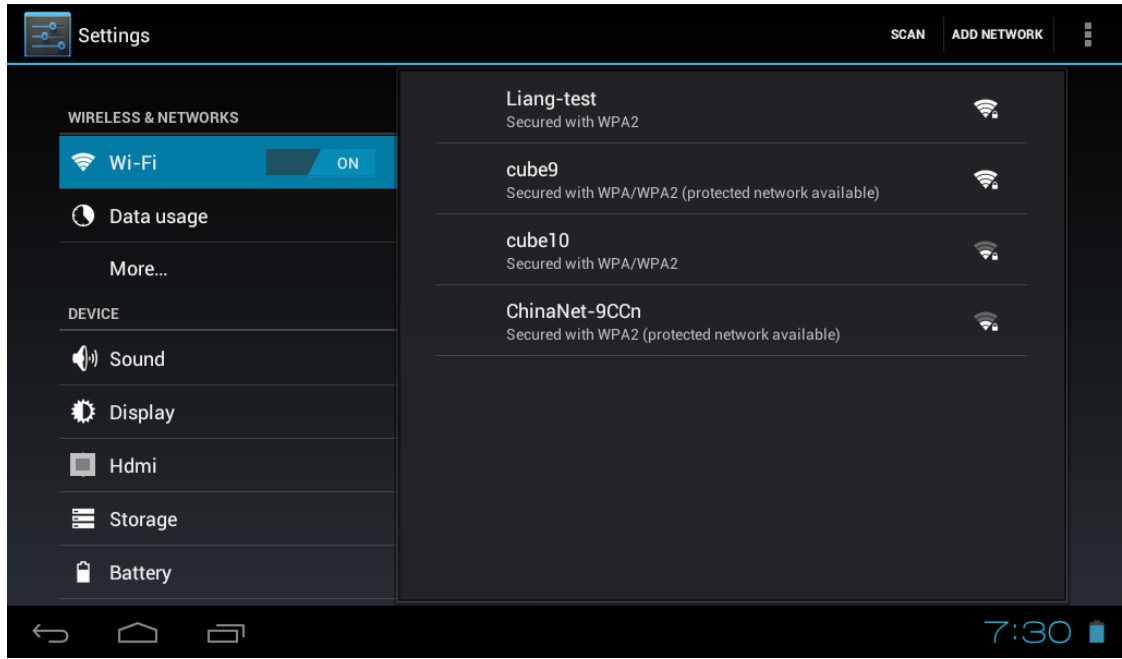 Settings
SCAN
ADD NETWORK
WIRELESS & NETWORKS
Wi-Fi
ON
Data usage
More...
DEVICE
Sound
Display
Hdmi
Storage
Battery
Liang-test
Secured with WPA2
cube9
Secured with WPA/WPA2 (protected network available)
cube10
Secured with WPA/WPA2
ChinaNet-9CCn
Secured with WPA2 (protected network available)
7:30